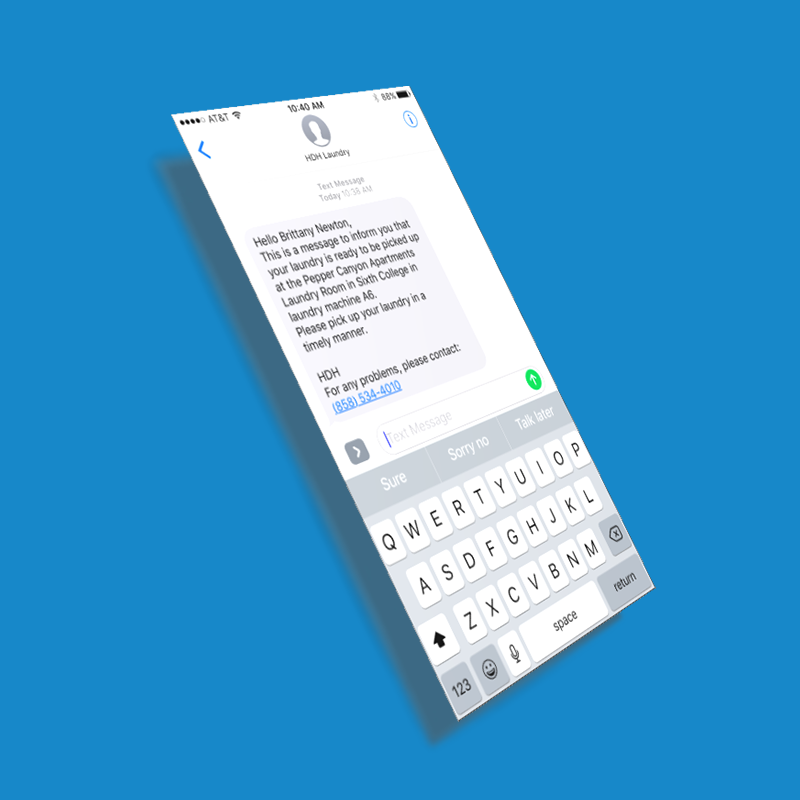 AT&T 10:40 AM 88%
HDH Laundry
Text Message
Today 10:38 AM
Hello Brittany Newton,
This is a message to inform you that
your laundry is ready to be picked up
at the Pepper Canyon Apartments
Laundry Room in Sixth College in
laundry machine A6.
Please pick up your laundry in a
timely manner.
HDH
For any problems, please contact:
(858) 534-4010
Text Message
Sure Sorry no Talk later
Q W E R T Y U I O P
A S D F G H J K L
Z X C V B N M
123 space return